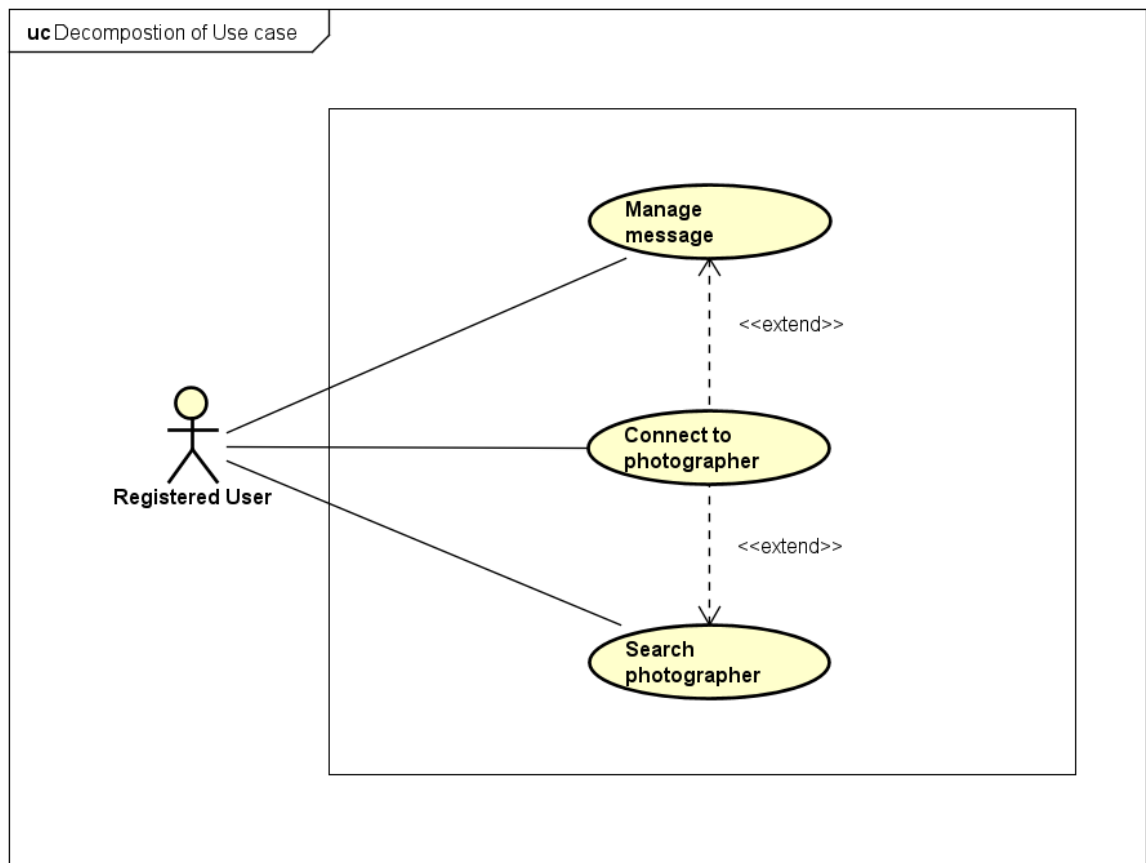 uc Decompostion of Use case
Manage
message
<<extend>>
Connect to
photographer
Registered User
<<extend>>
Search
photographer